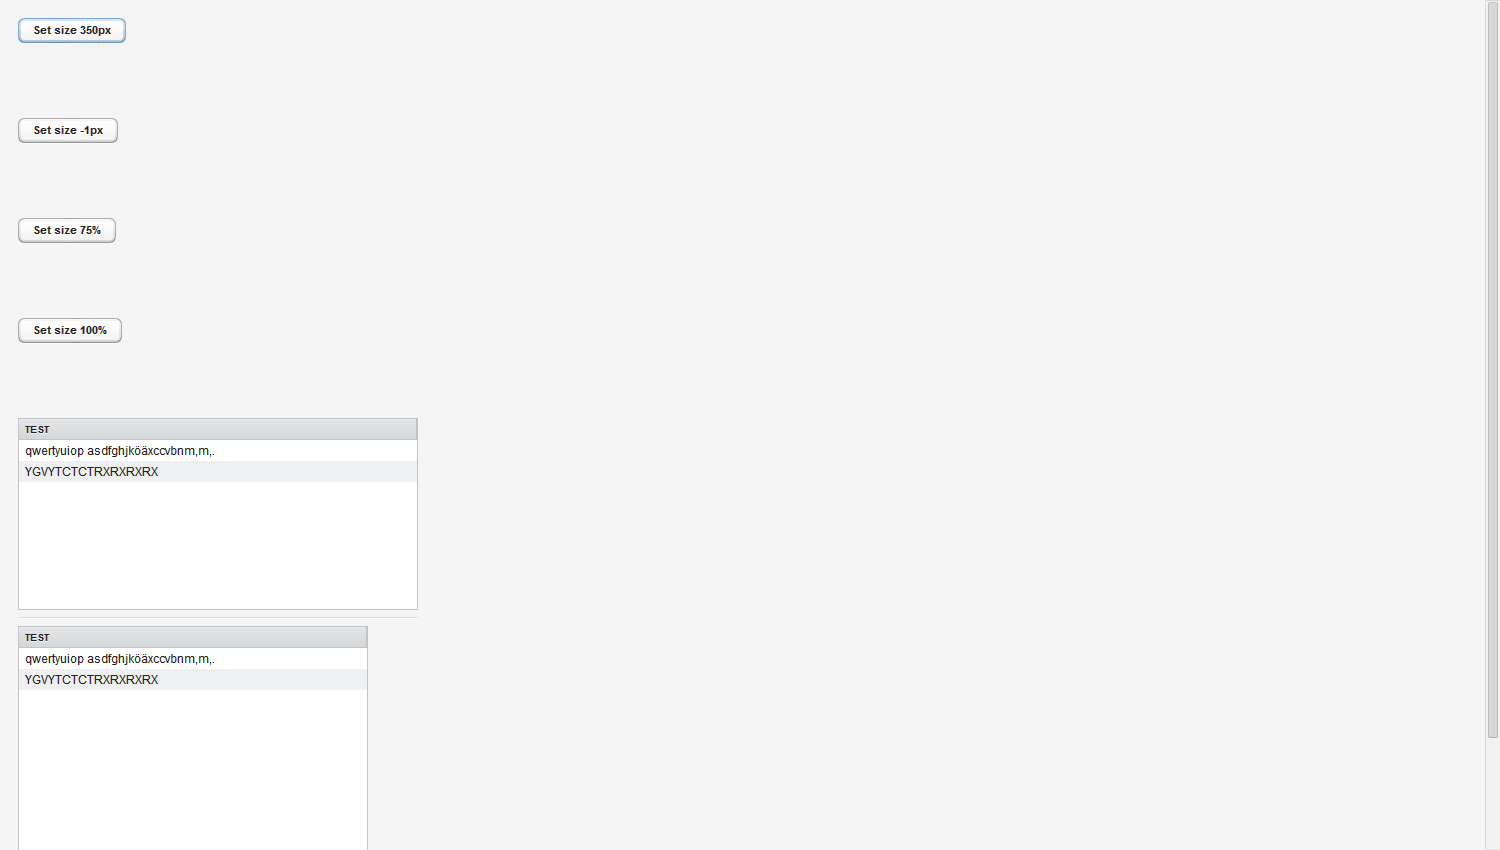 Set size 350px
Set size -1px
Set size 75%
Set size 100%
TEST
qwertyuiop asdfghjköäxccvbnm,m,.
YGVYTCTCTRXRXRXRX
TEST
qwertyuiop asdfghjköäxccvbnm,m,.
YGVYTCTCTRXRXRXRX